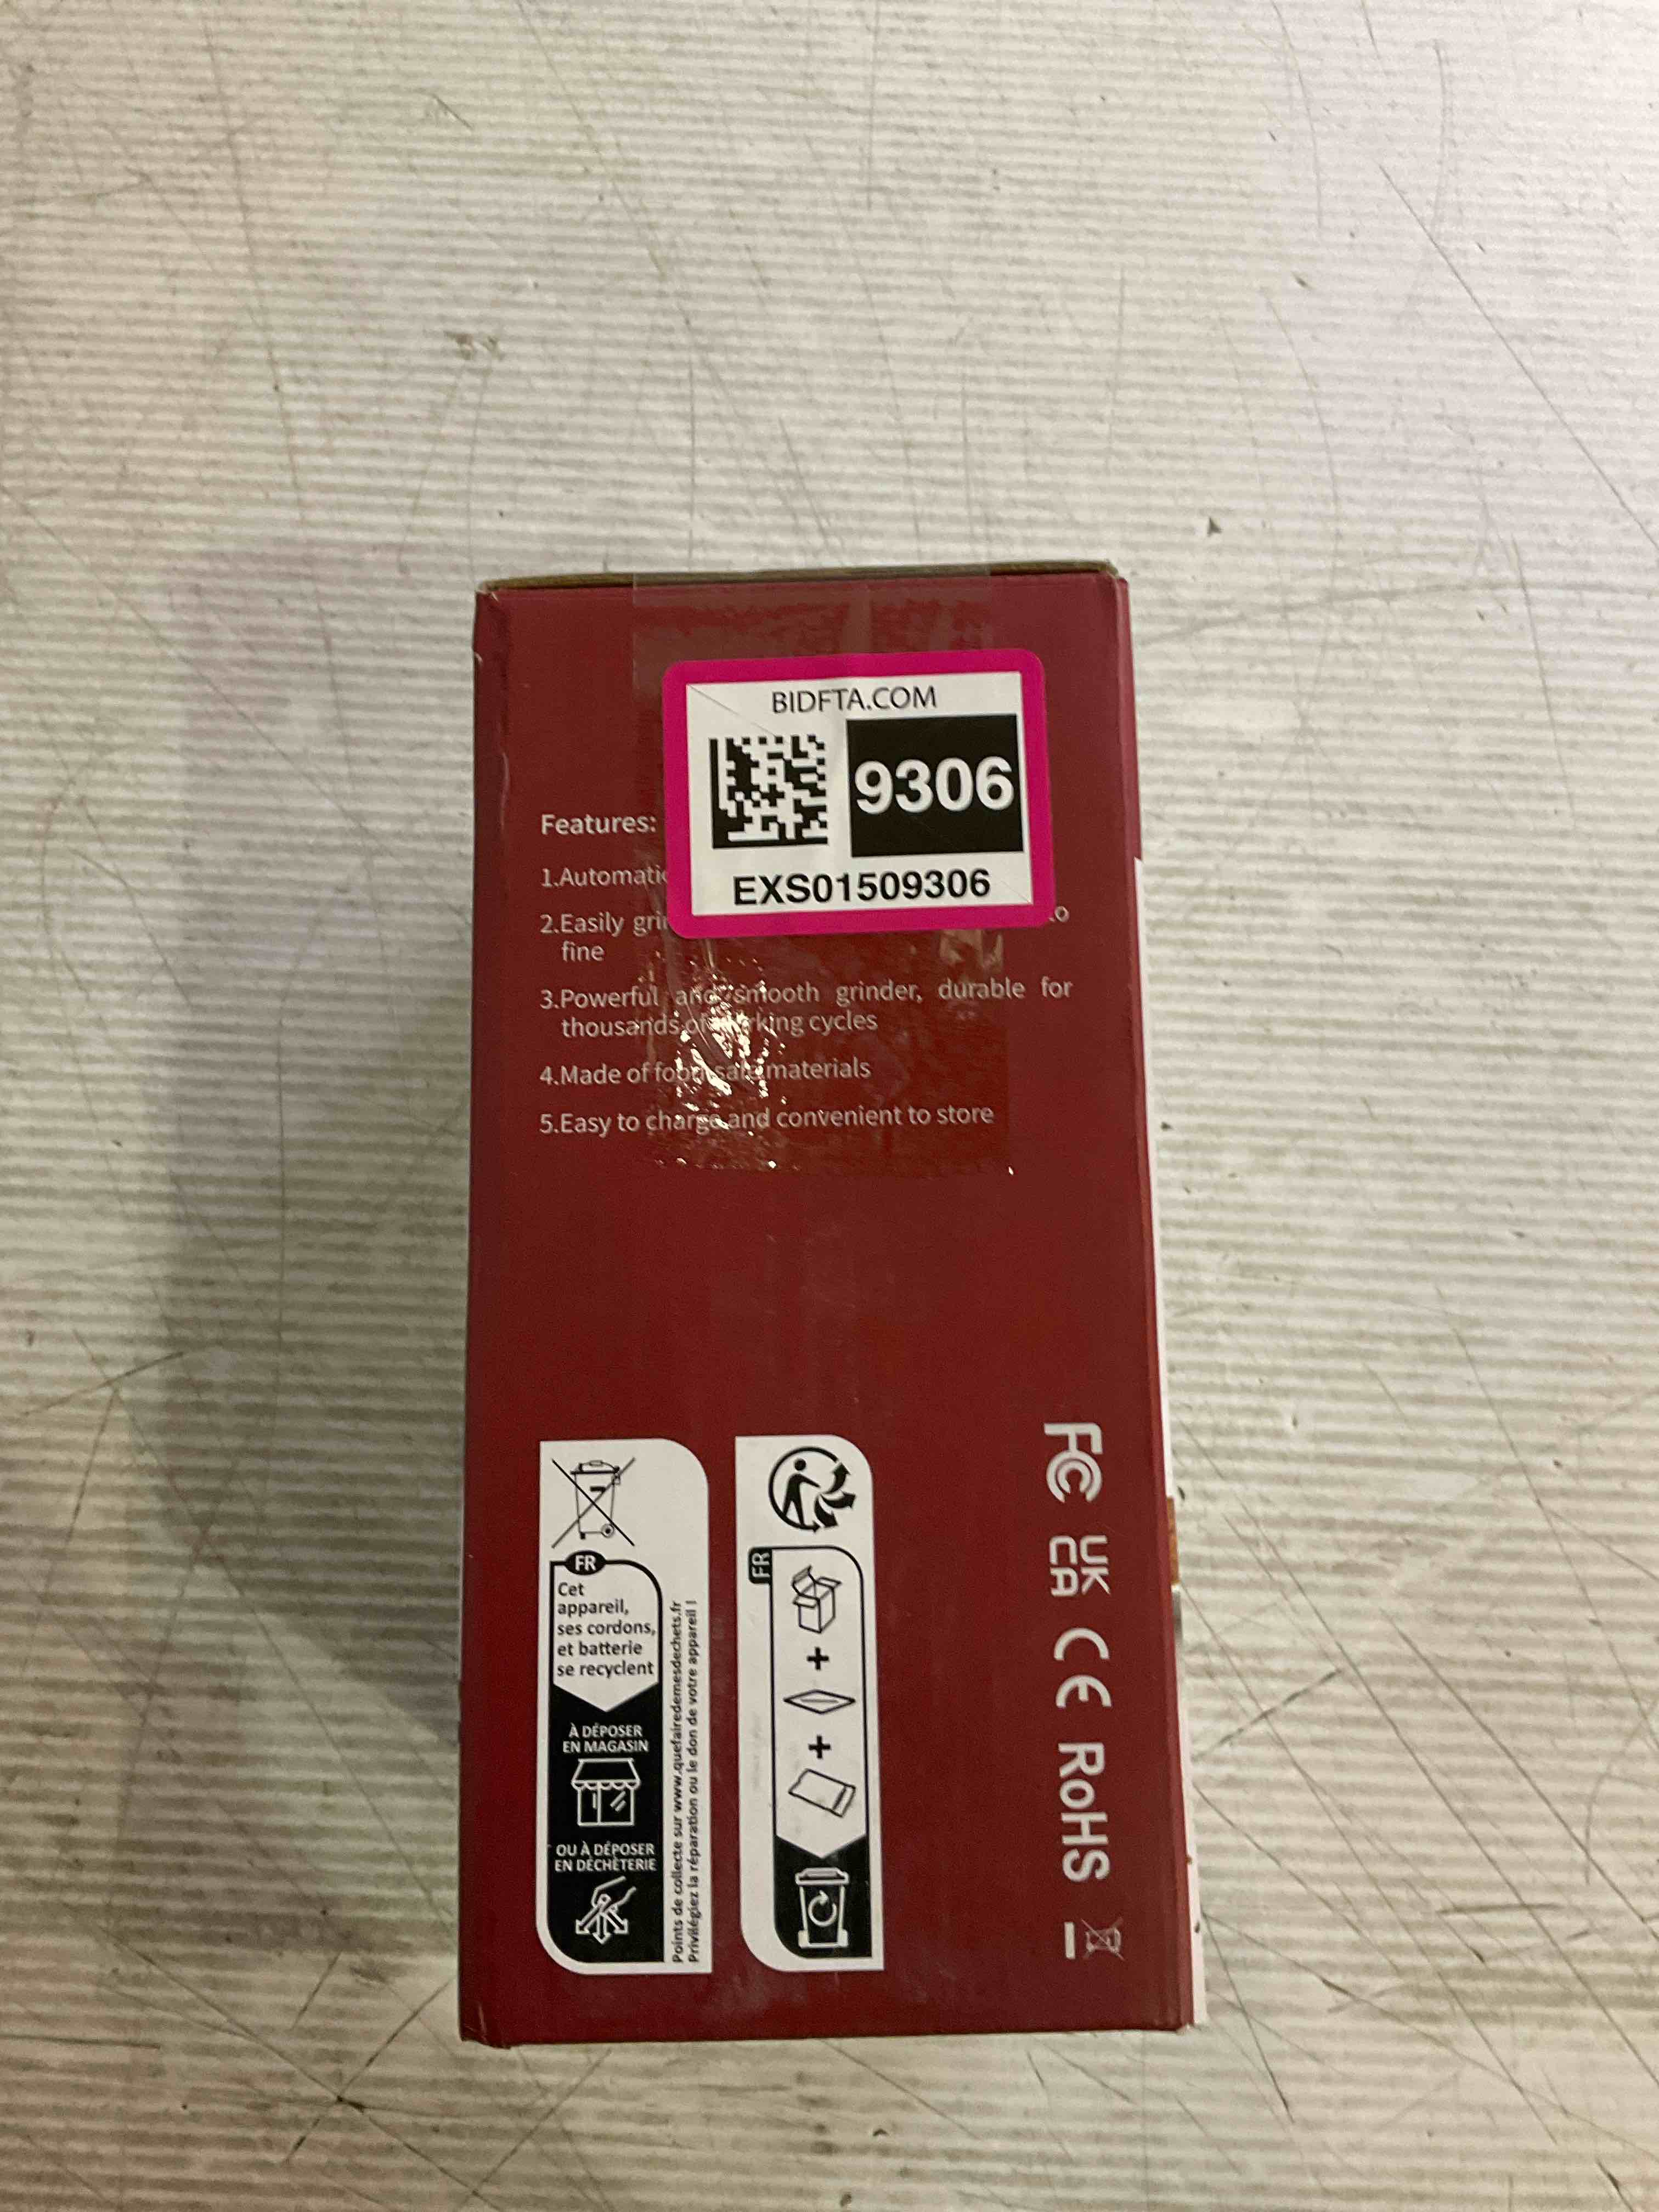 BIDFTA.COM
9306
EXS01509306
Features:
1.Automatic
2.Easily
to
fine
3.Powerful and smooth grinder, durable for
thousands of working cycles
4.Made of food safe materials
5.Easy to charge and convenient to store
FR
Cet
appareil,
ses cordons,
et batterie
se recyclent
À DÉPOSER
EN MAGASIN
OU À DÉPOSER
EN DÉCHÈTERIE
Points de collecte sur www.quefairedemesdechets.fr
Privilégiez la réparation ou le don de votre appareil !
FR
+
+
FC
UK
CA
CE
RoHS